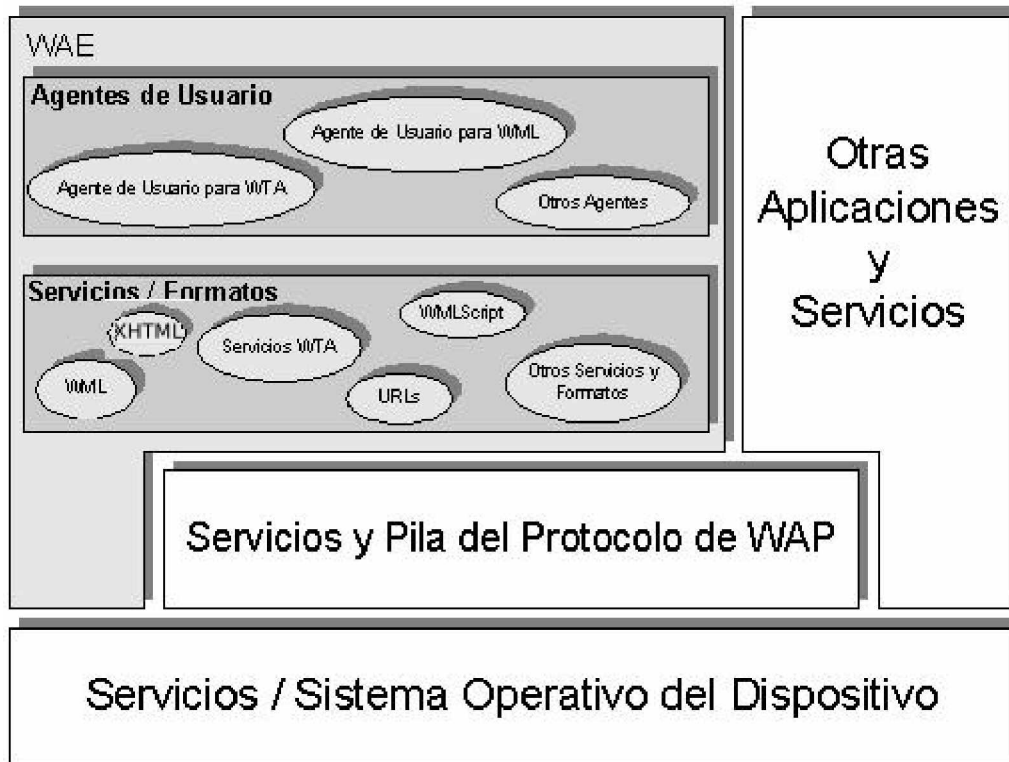 WAE
Agentes de Usuario
Agente de Usuario para WML
Agente de Usuario para WTA
Otros Agentes
Servicios / Formatos
WMLScript
XHTML
Servicios WTA
Otros Servicios y
Formatos
WML
URLs
Otras
Aplicaciones
y
Servicios
Servicios y Pila del Protocolo de WAP
Servicios / Sistema Operativo del Dispositivo